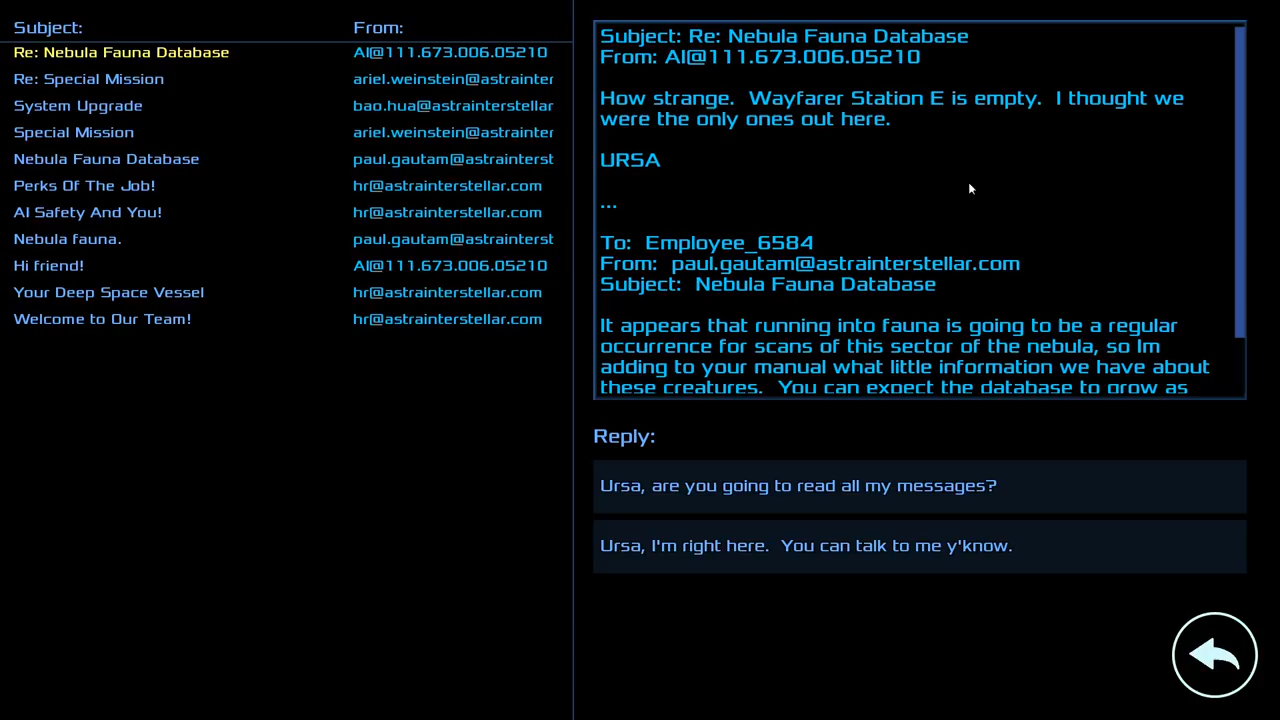 Subject: From:
Re: Nebula Fauna Database AI@111.673.006.05210
Re: Special Mission ariel.weinstein@astrainter
System Upgrade bao.hua@astrainterstellar
Special Mission ariel.weinstein@astrainter
Nebula Fauna Database paul.gautam@astrainterst
Perks Of The Job! hr@astrainterstellar.com
AI Safety And You! hr@astrainterstellar.com
Nebula fauna. paul.gautam@astrainterst
Hi friend! AI@111.673.006.05210
Your Deep Space Vessel hr@astrainterstellar.com
Welcome to Our Team! hr@astrainterstellar.com
Subject: Re: Nebula Fauna Database
From: AI@111.673.006.05210
How strange.  Wayfarer Station E is empty.  I thought we
were the only ones out here.
URSA
...
To:  Employee_6584
From:  paul.gautam@astrainterstellar.com
Subject:  Nebula Fauna Database
It appears that running into fauna is going to be a regular
occurrence for scans of this sector of the nebula, so Im
adding to your manual what little information we have about
these creatures.  You can expect the database to grow as
Reply:
Ursa, are you going to read all my messages?
Ursa, I'm right here.  You can talk to me y'know.